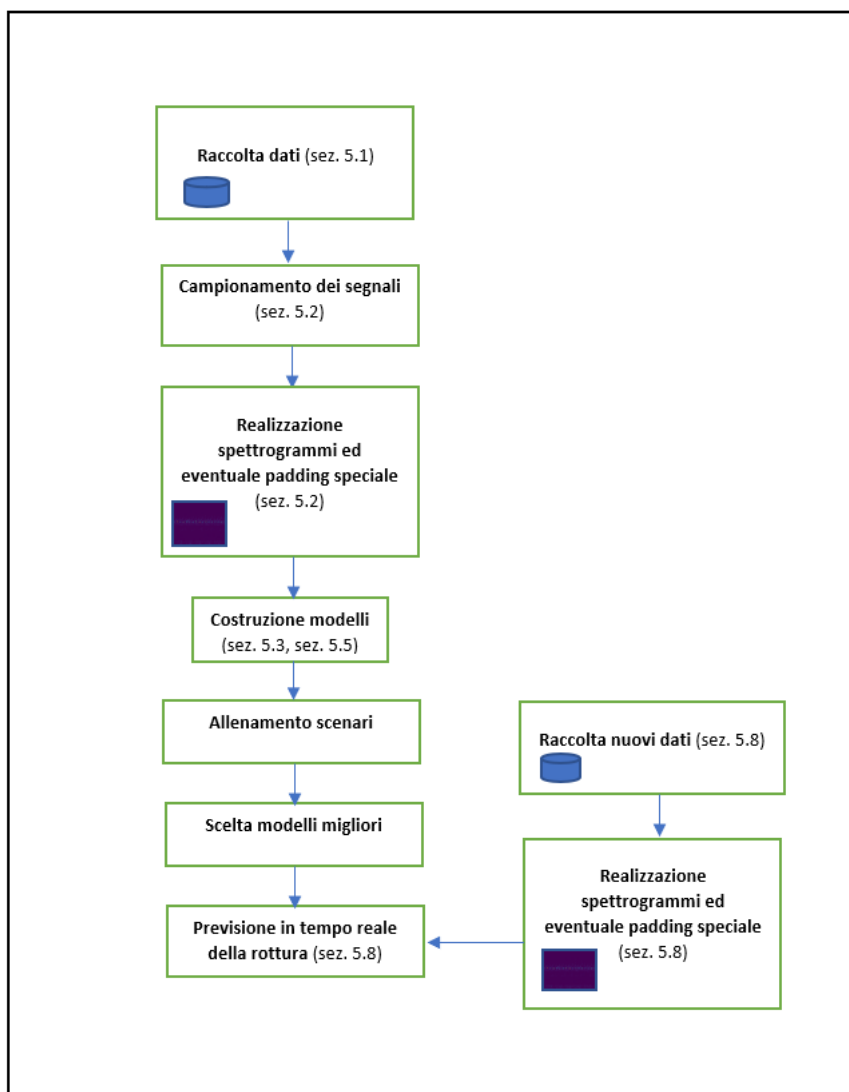 Raccolta dati (sez. 5.1)
Campionamento dei segnali
(sez. 5.2)
Realizzazione
spettrogrammi ed
eventuale padding speciale
(sez. 5.2)
Costruzione modelli
(sez. 5.3, sez. 5.5)
Allenamento scenari
Scelta modelli migliori
Previsione in tempo reale
della rottura (sez. 5.8)
Raccolta nuovi dati (sez. 5.8)
Realizzazione
spettrogrammi ed
eventuale padding speciale
(sez. 5.8)